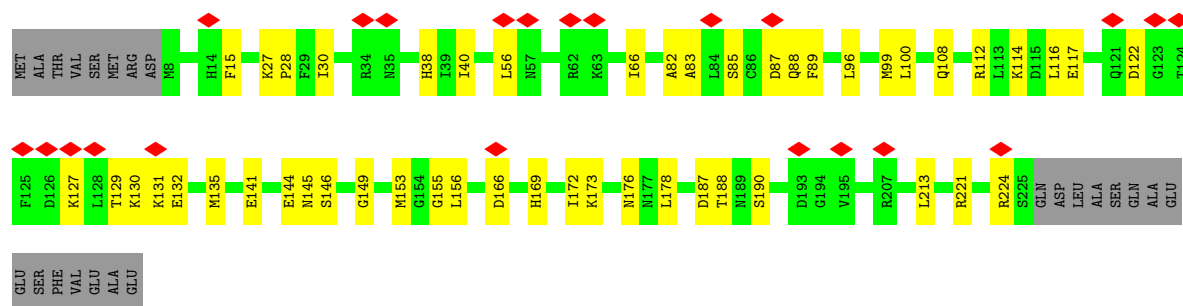 MET ALA THR VAL SER MET ARG ASP M8 H14 F15 K27 P28 F29 I30 R34 N35 H38 I39 I40 L56 N57 R62 K63 I66 A82 A83 L84 S85 C86 D87 Q88 F89 L96 M99 L100 Q108 R112 L113 K114 D115 L116 E117 Q121 D122 G123 T124
F125 D126 K127 L128 T129 K130 K131 E132 M135 E141 E144 N145 S146 G149 M153 G154 G155 L156 D166 H169 I172 K173 N176 N177 L178 D187 T188 N189 S190 D193 G194 V195 R207 L213 R221 R224 S225 GLN ASP LEU ALA SER GLN ALA GLU
GLU SER PHE VAL GLU ALA GLU